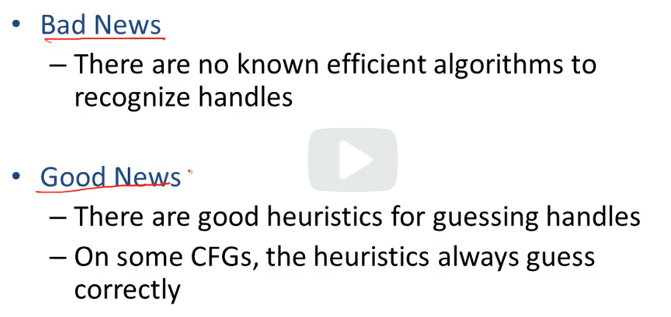 • Bad News
– There are no known efficient algorithms to
recognize handles
• Good News
– There are good heuristics for guessing handles
– On some CFGs, the heuristics always guess
correctly